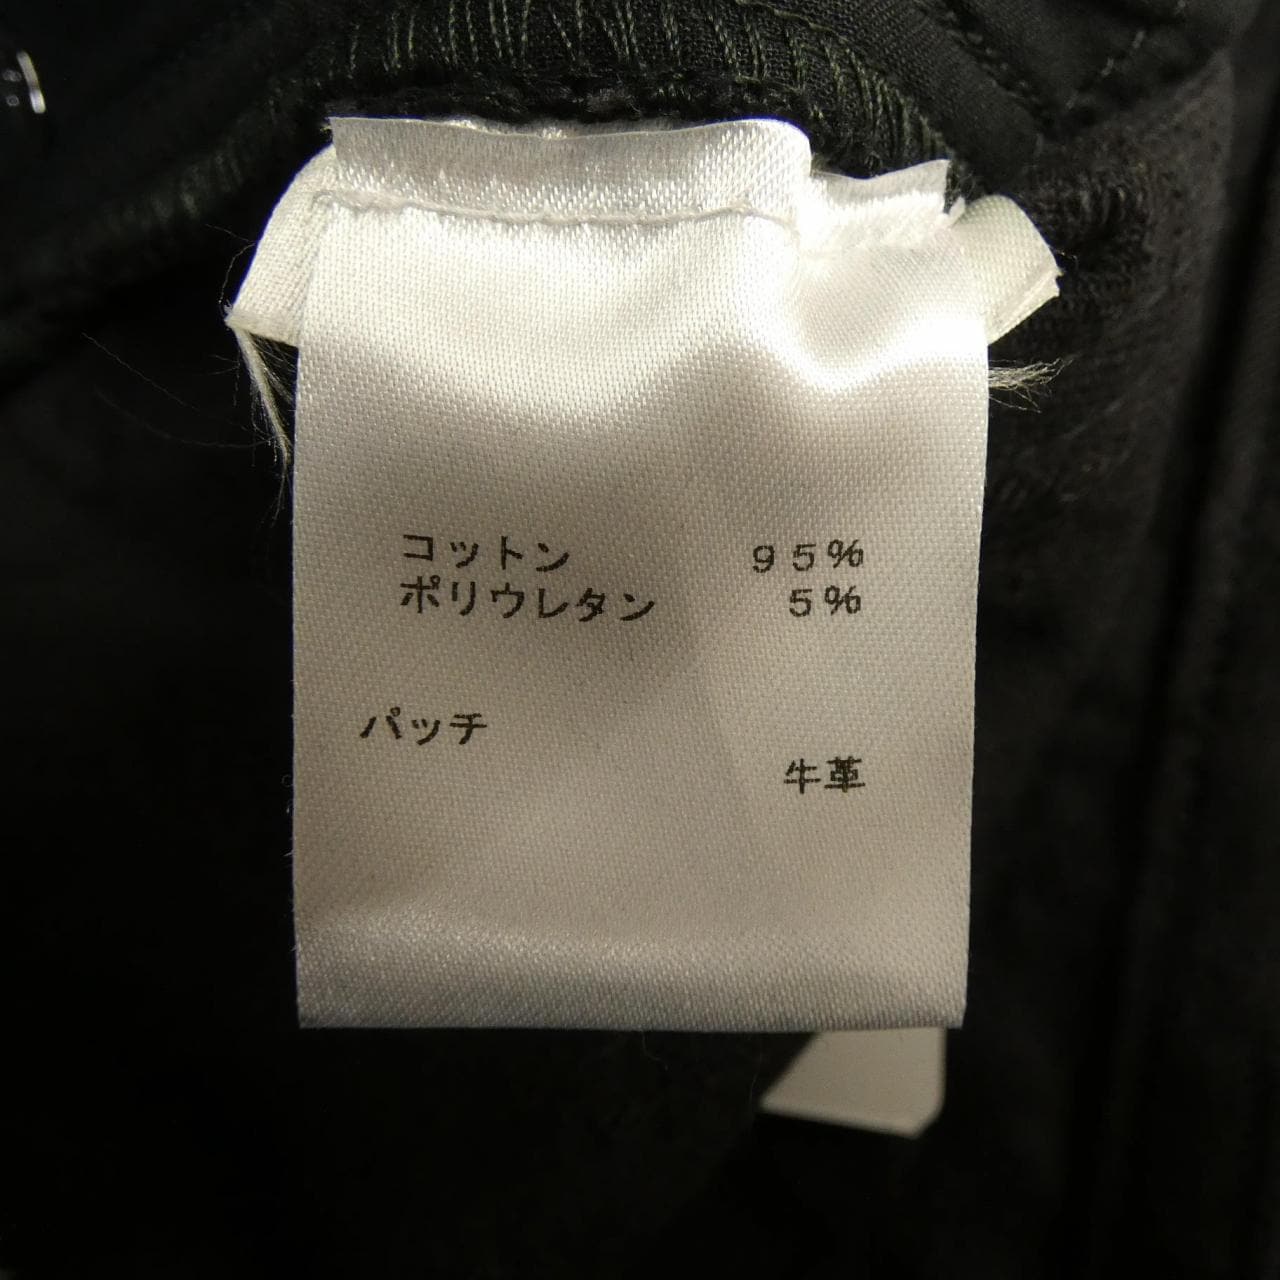 コットン 95%
ポリウレタン 5%
パッチ
牛革